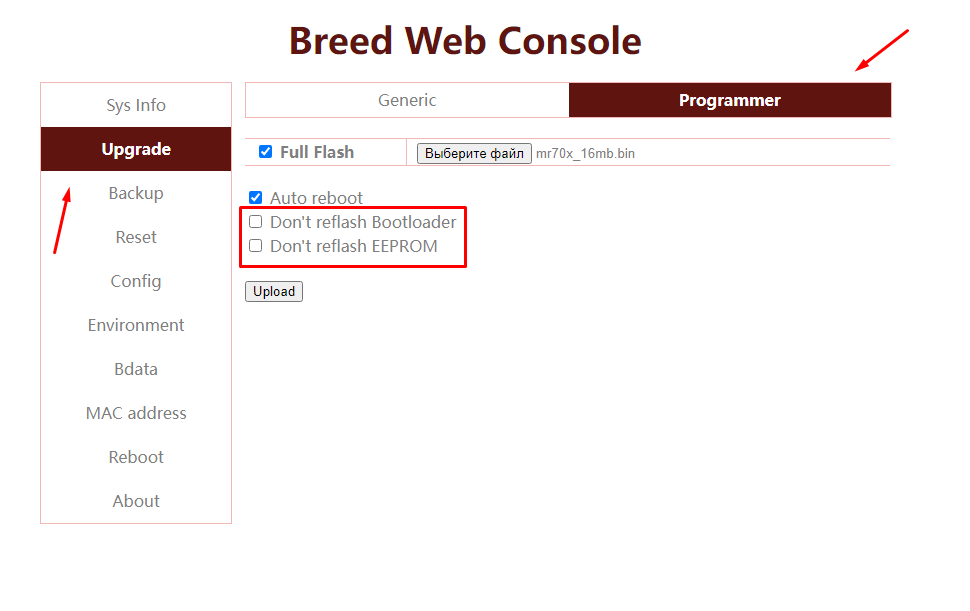 Breed Web Console
Sys Info
Upgrade
Backup
Reset
Config
Environment
Bdata
MAC address
Reboot
About
Generic
Programmer
Full Flash
Выберите файл mr70x_16mb.bin
Auto reboot
Don't reflash Bootloader
Don't reflash EEPROM
Upload